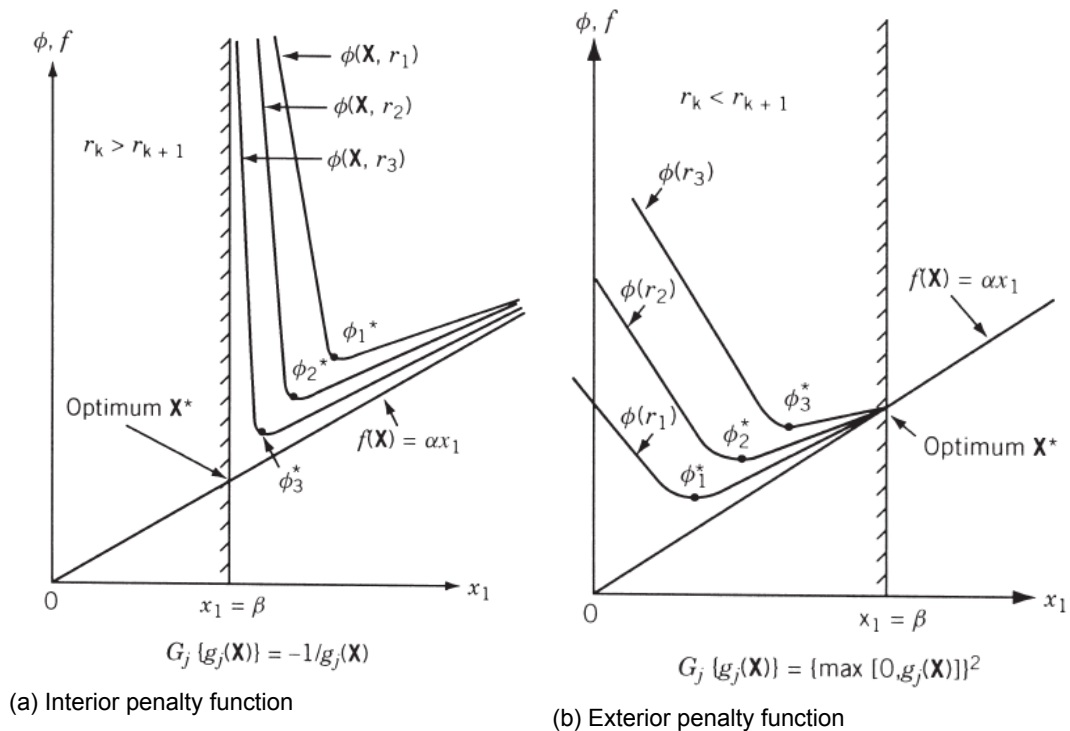 ϕ, f
ϕ(X, r₁)
ϕ(X, r₂)
rₖ > rₖ ₊ ₁
ϕ(X, r₃)
ϕ₁*
ϕ₂*
Optimum X*
f(X) = αx₁
ϕ₃*
0
x₁
x₁ = β
Gⱼ {gⱼ(X)} = −1/gⱼ(X)
(a) Interior penalty function
ϕ, f
rₖ < rₖ ₊ ₁
ϕ(r₃)
ϕ(r₂)
f(X) = αx₁
ϕ(r₁)
ϕ₃*
ϕ₂*
Optimum X*
ϕ₁*
0
x₁
x₁ = β
Gⱼ {gⱼ(X)} = {max [0,gⱼ(X)]}²
(b) Exterior penalty function